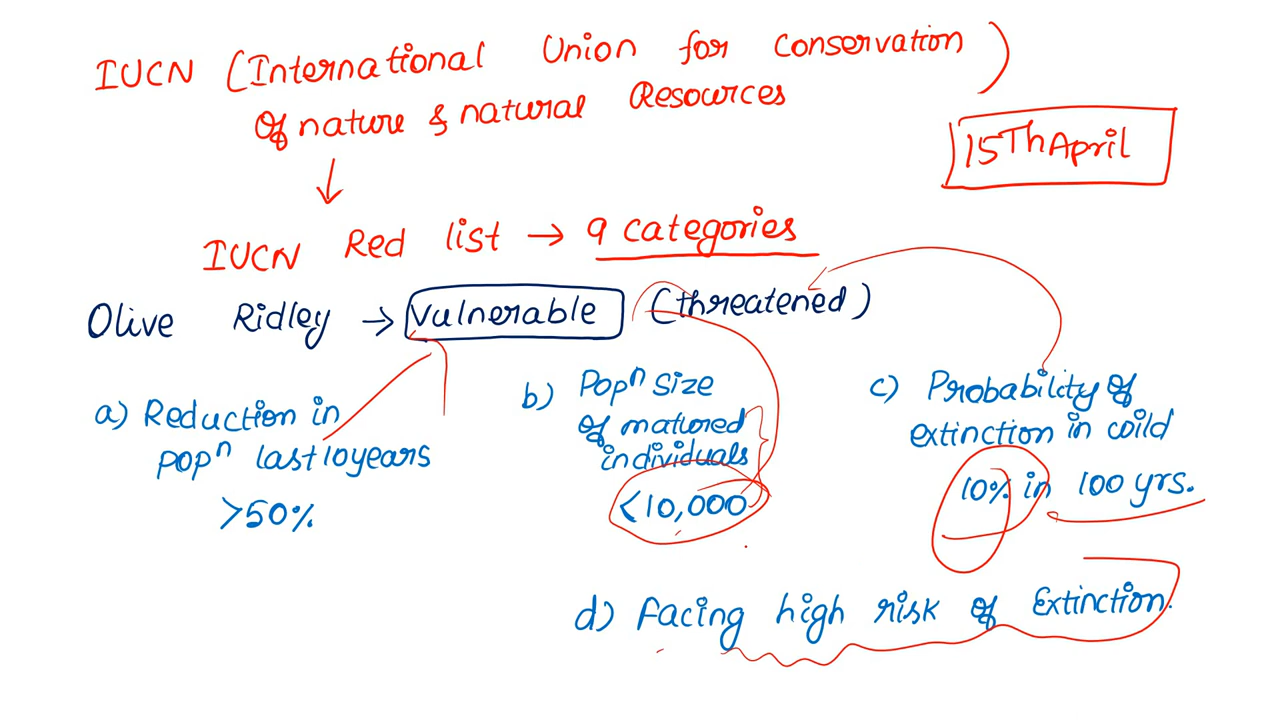 IUCN (International Union for Conservation
Of nature & natural Resources)
15Th April
IUCN Red list → 9 categories
Olive Ridley → Vulnerable (threatened)
a) Reduction in
popⁿ last 10 years
>50%
b) Popⁿ Size
of matured
individuals
<10,000
c) Probability of
extinction in wild
10% in 100 yrs.
d) Facing high risk of Extinction.